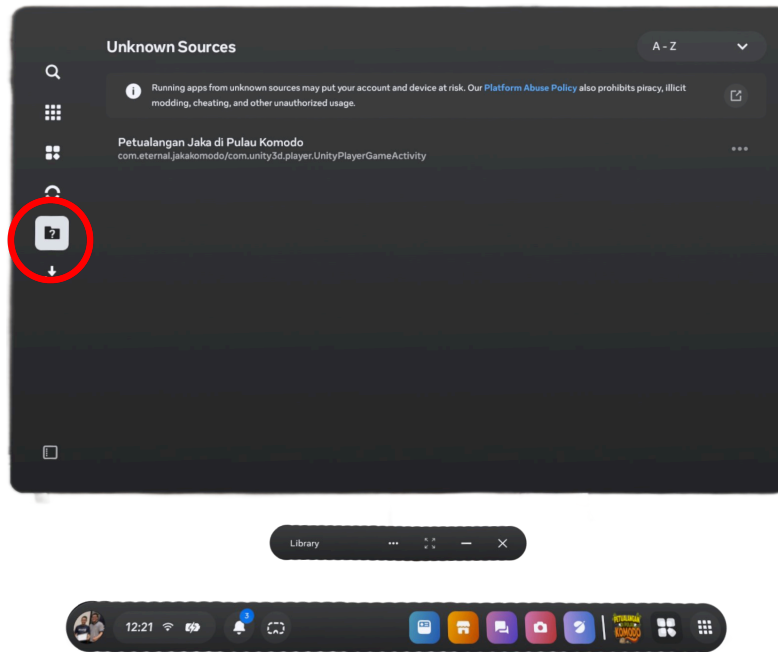 Unknown Sources
A - Z
Running apps from unknown sources may put your account and device at risk. Our Platform Abuse Policy also prohibits piracy, illicit
modding, cheating, and other unauthorized usage.
Petualangan Jaka di Pulau Komodo
com.eternal.jakakomodo/com.unity3d.player.UnityPlayerGameActivity
Library
12:21
3
PETUALANGAN
KOMODO